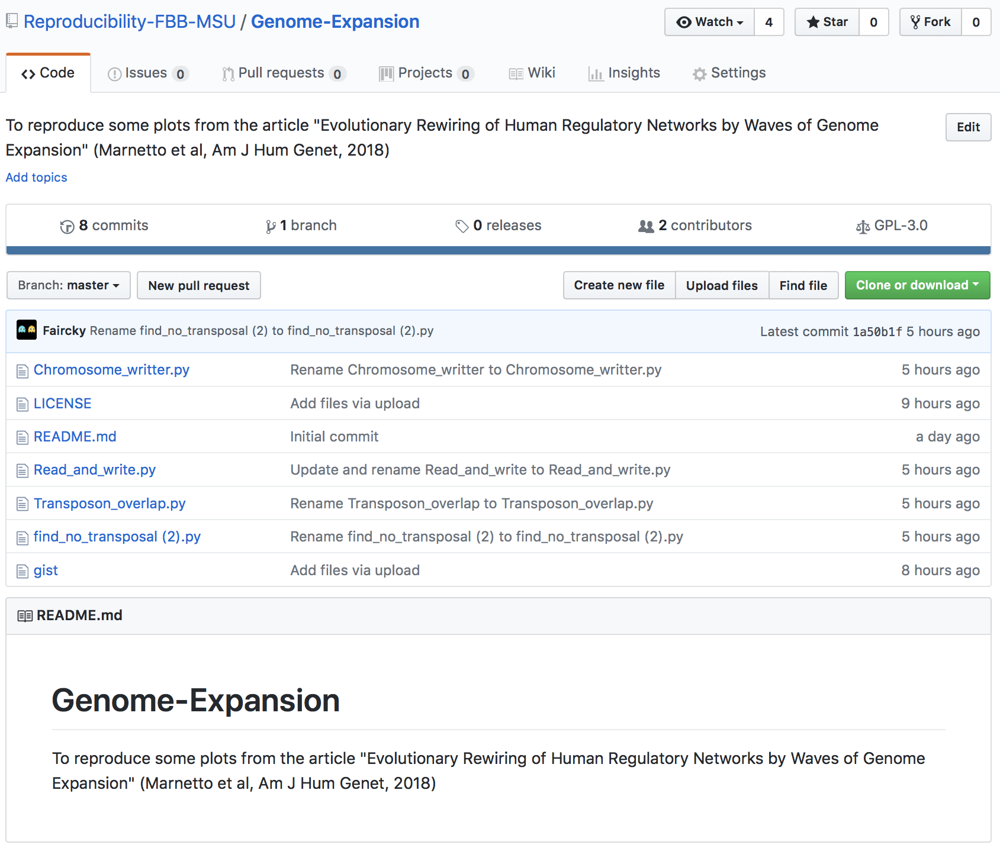 Reproducibility-FBB-MSU / Genome-Expansion
Watch 4 Star 0 Fork 0
Code Issues 0 Pull requests 0 Projects 0 Wiki Insights Settings
To reproduce some plots from the article "Evolutionary Rewiring of Human Regulatory Networks by Waves of Genome
Expansion" (Marnetto et al, Am J Hum Genet, 2018)
Edit
Add topics
8 commits 1 branch 0 releases 2 contributors GPL-3.0
Branch: master New pull request Create new file Upload files Find file Clone or download
Faircky Rename find_no_transposal (2) to find_no_transposal (2).py Latest commit 1a50b1f 5 hours ago
Chromosome_writter.py Rename Chromosome_writter to Chromosome_writter.py 5 hours ago
LICENSE Add files via upload 9 hours ago
README.md Initial commit a day ago
Read_and_write.py Update and rename Read_and_write to Read_and_write.py 5 hours ago
Transposon_overlap.py Rename Transposon_overlap to Transposon_overlap.py 5 hours ago
find_no_transposal (2).py Rename find_no_transposal (2) to find_no_transposal (2).py 5 hours ago
gist Add files via upload 8 hours ago
README.md
Genome-Expansion
To reproduce some plots from the article "Evolutionary Rewiring of Human Regulatory Networks by Waves of Genome
Expansion" (Marnetto et al, Am J Hum Genet, 2018)